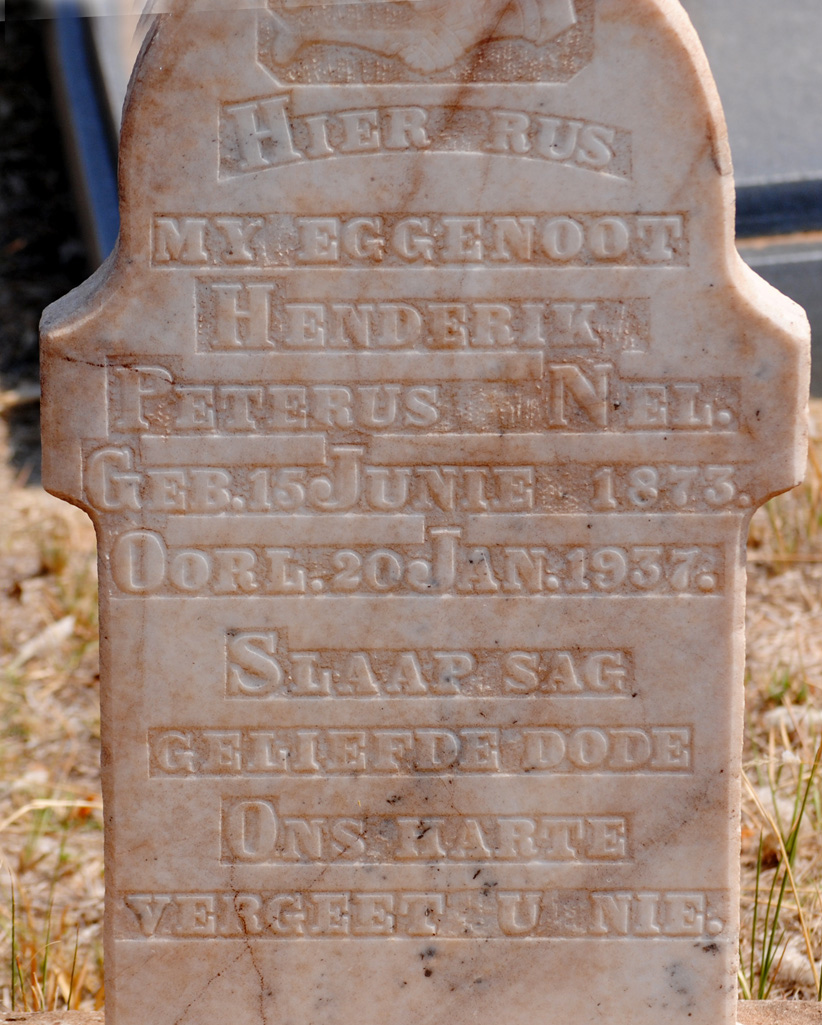 HIER RUS
MY EGGENOOT
HENDERIK
PETERUS NEL.
GEB. 15 JUNIE 1873.
OORL. 20 JAN. 1937.
SLAAP SAG
GELIEFDE DODE
ONS HARTE
VERGEET U NIE.